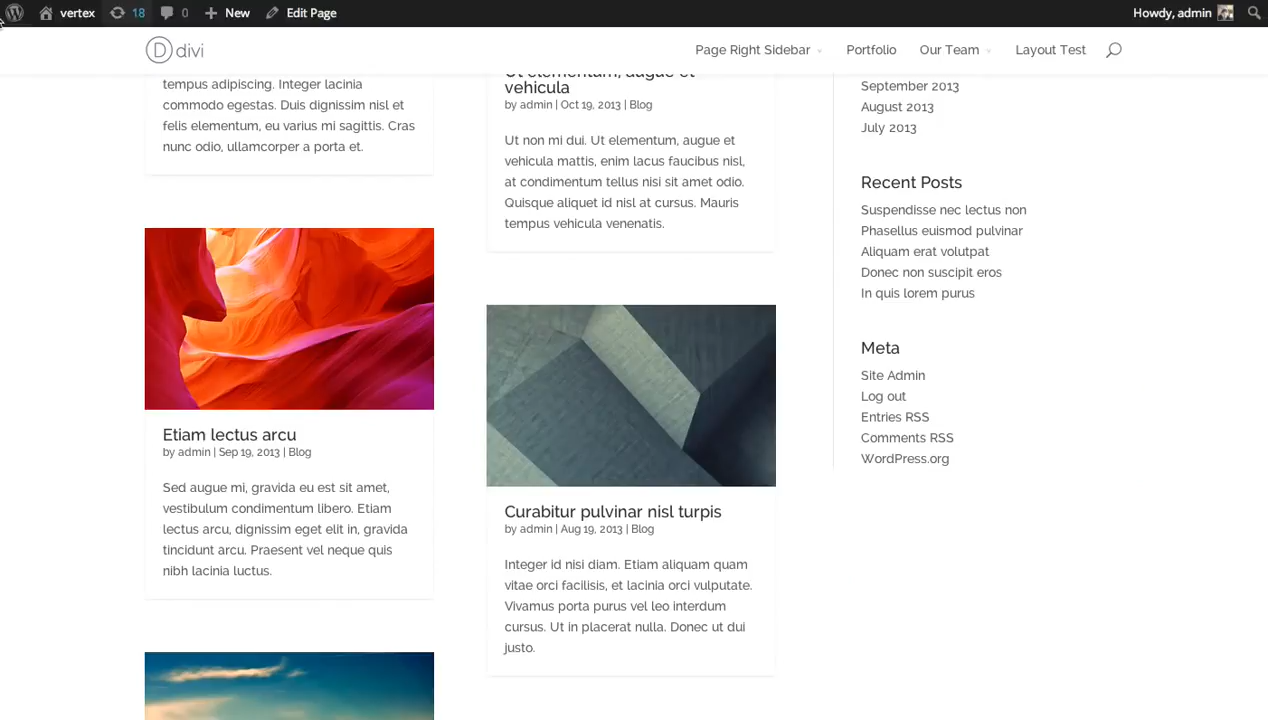 vertex 18 0 New Edit Page Howdy, admin
divi Page Right Sidebar Portfolio Our Team Layout Test
tempus adipiscing. Integer lacinia
commodo egestas. Duis dignissim nisl et
felis elementum, eu varius mi sagittis. Cras
nunc odio, ullamcorper a porta et.
Etiam lectus arcu
by admin | Sep 19, 2013 | Blog
Sed augue mi, gravida eu est sit amet,
vestibulum condimentum libero. Etiam
lectus arcu, dignissim eget elit in, gravida
tincidunt arcu. Praesent vel neque quis
nibh lacinia luctus.
Ut elementum, augue et
vehicula
by admin | Oct 19, 2013 | Blog
Ut non mi dui. Ut elementum, augue et
vehicula mattis, enim lacus faucibus nisl,
at condimentum tellus nisi sit amet odio.
Quisque aliquet id nisl at cursus. Mauris
tempus vehicula venenatis.
Curabitur pulvinar nisl turpis
by admin | Aug 19, 2013 | Blog
Integer id nisi diam. Etiam aliquam quam
vitae orci facilisis, et lacinia orci vulputate.
Vivamus porta purus vel leo interdum
cursus. Ut in placerat nulla. Donec ut dui
justo.
September 2013
August 2013
July 2013
Recent Posts
Suspendisse nec lectus non
Phasellus euismod pulvinar
Aliquam erat volutpat
Donec non suscipit eros
In quis lorem purus
Meta
Site Admin
Log out
Entries RSS
Comments RSS
WordPress.org